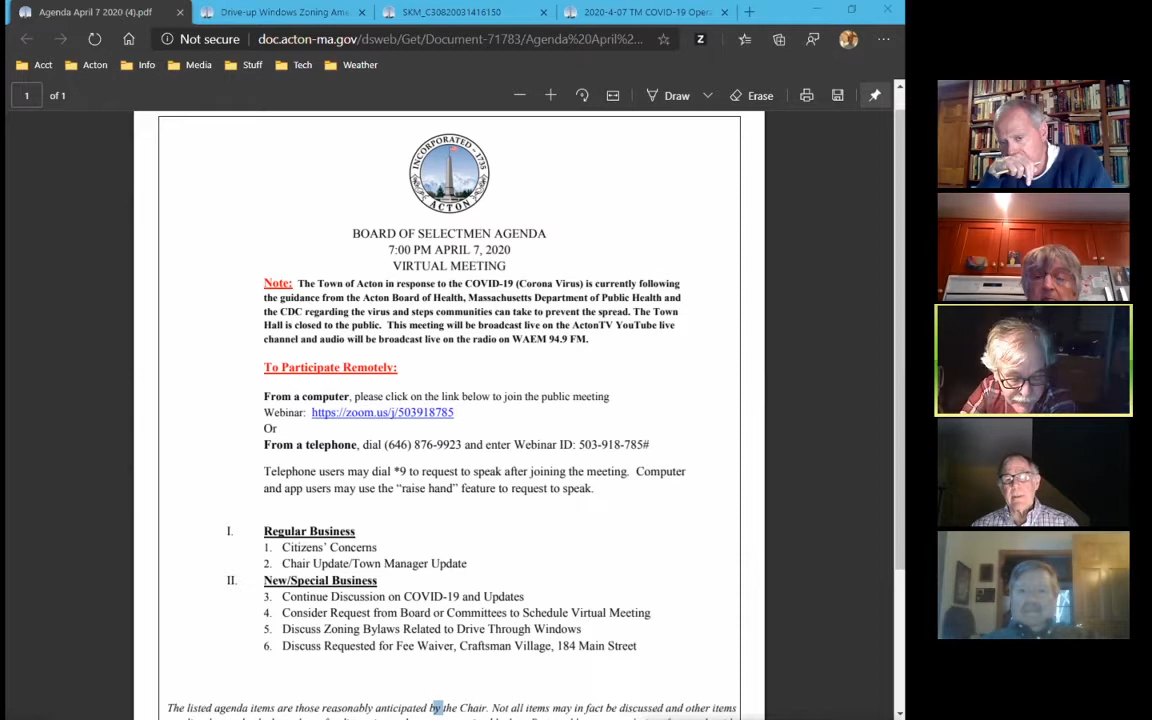 Agenda April 7 2020 (4).pdf
Drive-up Windows Zoning Ame
SKM_C30820031416150
2020-4-07 TM COVID-19 Oper
Not secure
doc.acton-ma.gov/dsweb/Get/Document-71783/Agenda%20April%2...
Z
Acct
Acton
Info
Media
Stuff
Tech
Weather
1 of 1
Draw
Erase
INCORPORATED - 1735
ACTON
BOARD OF SELECTMEN AGENDA
7:00 PM APRIL 7, 2020
VIRTUAL MEETING
Note: The Town of Acton in response to the COVID-19 (Corona Virus) is currently following
the guidance from the Acton Board of Health, Massachusetts Department of Public Health and
the CDC regarding the virus and steps communities can take to prevent the spread. The Town
Hall is closed to the public. This meeting will be broadcast live on the ActonTV YouTube live
channel and audio will be broadcast live on the radio on WAEM 94.9 FM.
To Participate Remotely:
From a computer, please click on the link below to join the public meeting
Webinar: https://zoom.us/j/503918785
Or
From a telephone, dial (646) 876-9923 and enter Webinar ID: 503-918-785#
Telephone users may dial *9 to request to speak after joining the meeting. Computer
and app users may use the “raise hand” feature to request to speak.
I. Regular Business
1. Citizens’ Concerns
2. Chair Update/Town Manager Update
II. New/Special Business
3. Continue Discussion on COVID-19 and Updates
4. Consider Request from Board or Committees to Schedule Virtual Meeting
5. Discuss Zoning Bylaws Related to Drive Through Windows
6. Discuss Requested for Fee Waiver, Craftsman Village, 184 Main Street
The listed agenda items are those reasonably anticipated by the Chair. Not all items may in fact be discussed and other items